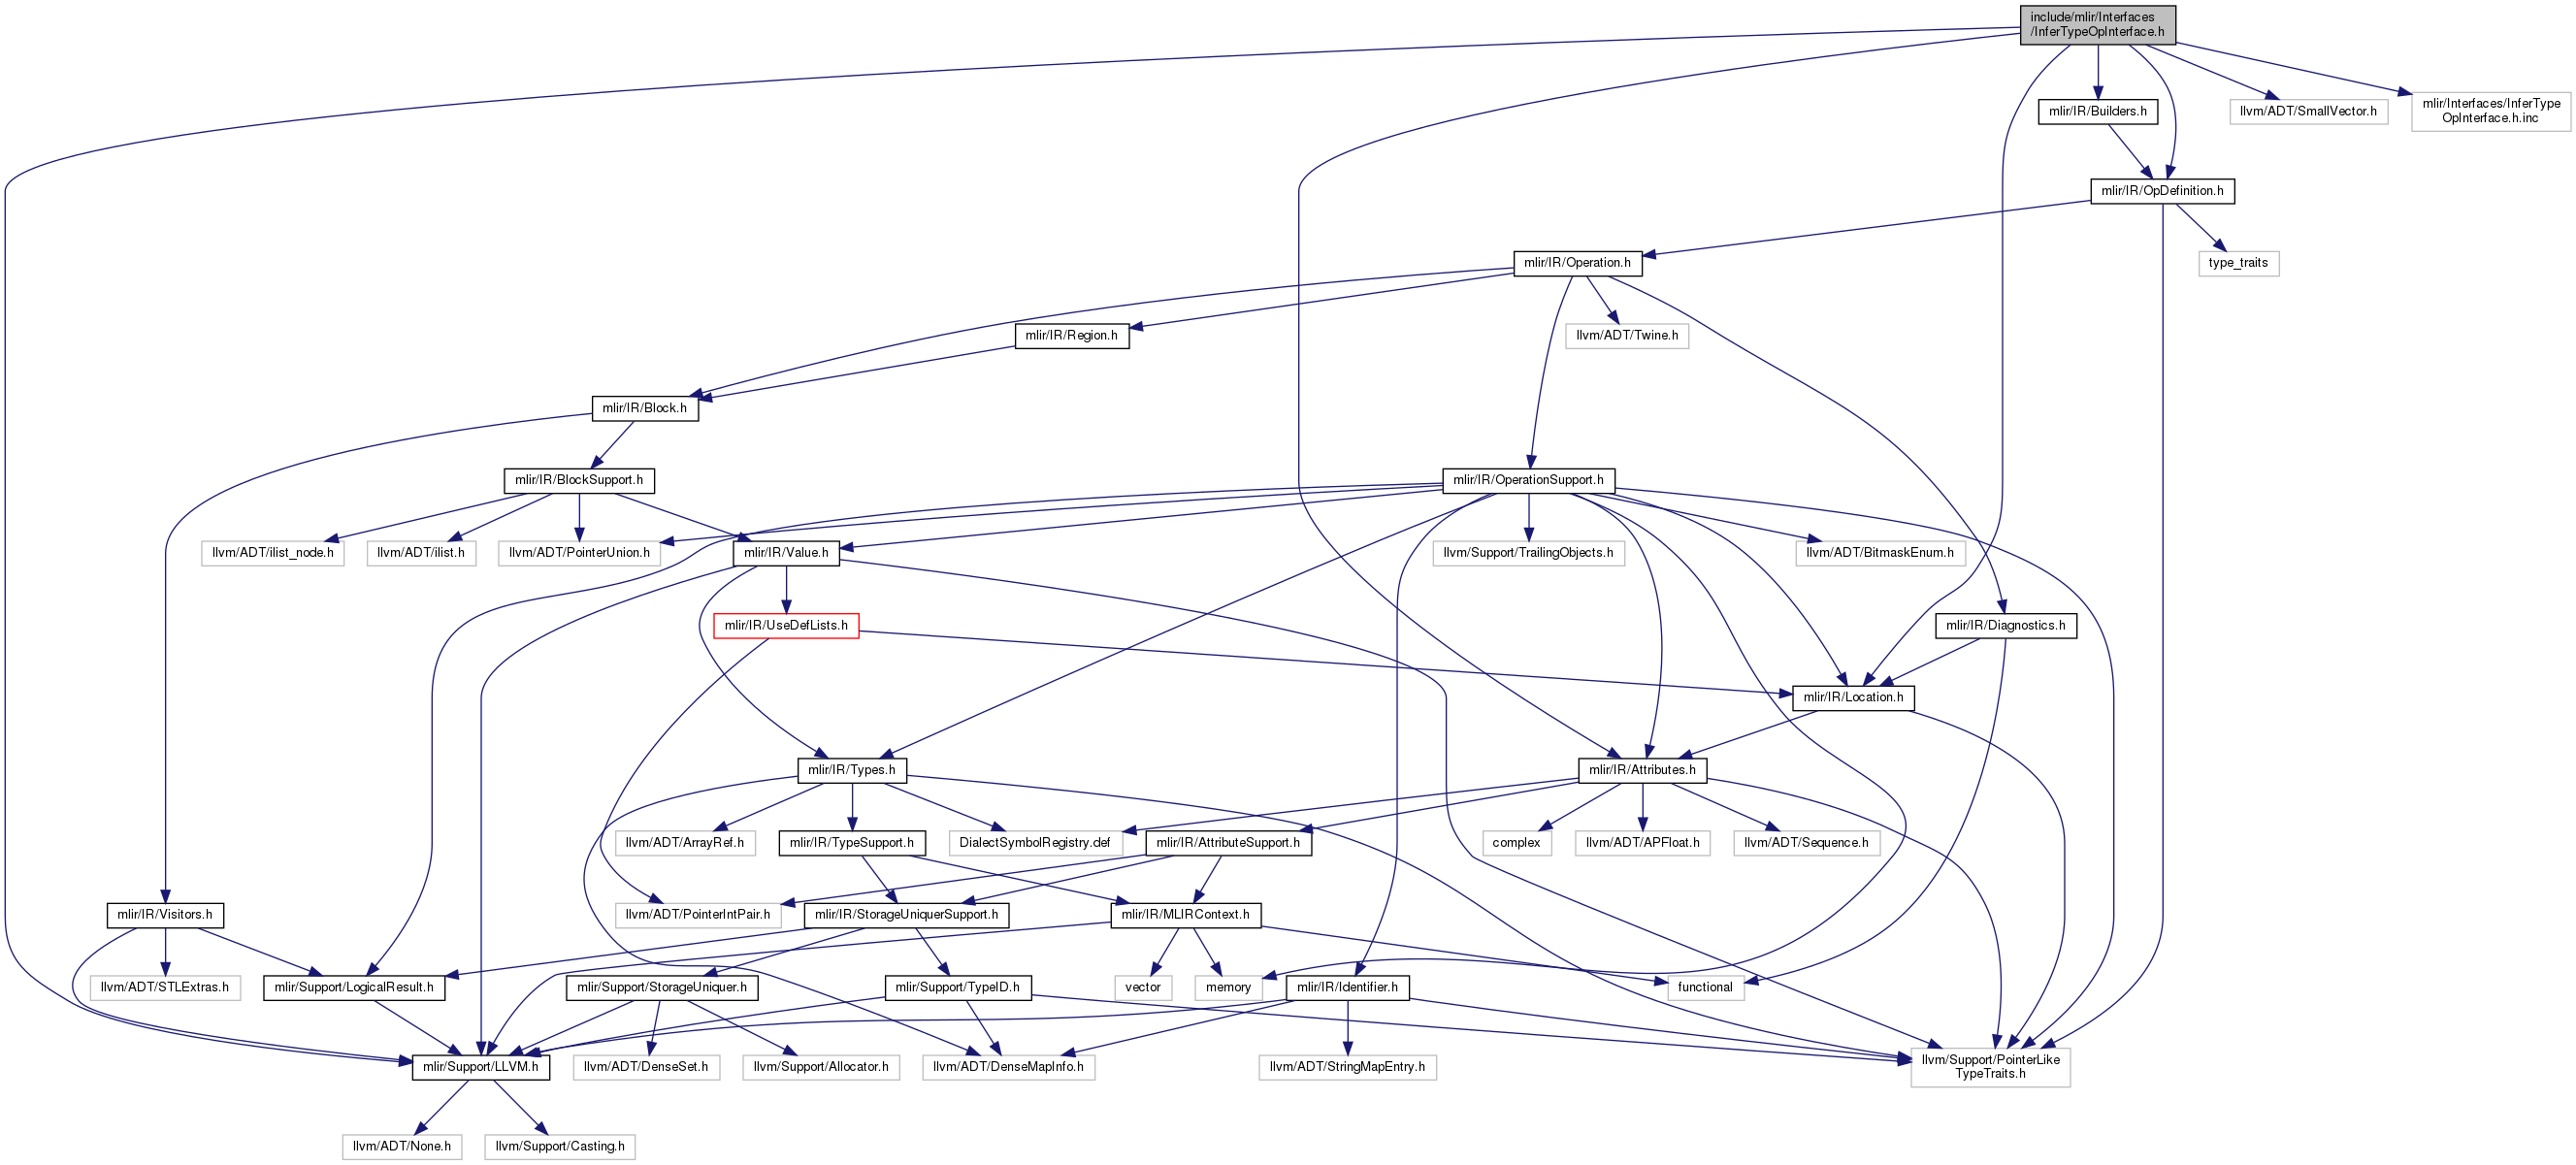 include/mlir/Interfaces
/InferTypeOpInterface.h
mlir/IR/Builders.h
llvm/ADT/SmallVector.h
mlir/Interfaces/InferType
OpInterface.h.inc
mlir/IR/OpDefinition.h
mlir/IR/Operation.h
type_traits
mlir/IR/Region.h
llvm/ADT/Twine.h
mlir/IR/Block.h
mlir/IR/BlockSupport.h
mlir/IR/OperationSupport.h
llvm/ADT/ilist_node.h
llvm/ADT/ilist.h
llvm/ADT/PointerUnion.h
mlir/IR/Value.h
llvm/Support/TrailingObjects.h
llvm/ADT/BitmaskEnum.h
mlir/IR/UseDefLists.h
mlir/IR/Diagnostics.h
mlir/IR/Location.h
mlir/IR/Types.h
mlir/IR/Attributes.h
llvm/ADT/ArrayRef.h
mlir/IR/TypeSupport.h
DialectSymbolRegistry.def
mlir/IR/AttributeSupport.h
complex
llvm/ADT/APFloat.h
llvm/ADT/Sequence.h
mlir/IR/Visitors.h
llvm/ADT/PointerIntPair.h
mlir/IR/StorageUniquerSupport.h
mlir/IR/MLIRContext.h
llvm/ADT/STLExtras.h
mlir/Support/LogicalResult.h
mlir/Support/StorageUniquer.h
mlir/Support/TypeID.h
vector
memory
mlir/IR/Identifier.h
functional
mlir/Support/LLVM.h
llvm/ADT/DenseSet.h
llvm/Support/Allocator.h
llvm/ADT/DenseMapInfo.h
llvm/ADT/StringMapEntry.h
llvm/Support/PointerLike
TypeTraits.h
llvm/ADT/None.h
llvm/Support/Casting.h